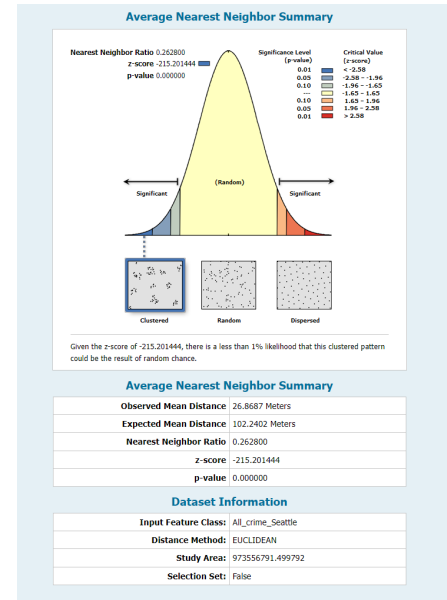 Average Nearest Neighbor Summary
Nearest Neighbor Ratio 0.262800
z-score -215.201444
p-value 0.000000
Significance Level Critical Value
(p-value) (z-score)
0.01 < -2.58
0.05 -2.58 - -1.96
0.10 -1.96 - -1.65
--- -1.65 - 1.65
0.10 1.65 - 1.96
0.05 1.96 - 2.58
0.01 > 2.58
(Random)
Significant Significant
Clustered Random Dispersed
Given the z-score of -215.201444, there is a less than 1% likelihood that this clustered pattern
could be the result of random chance.
Average Nearest Neighbor Summary
Observed Mean Distance 26.8687 Meters
Expected Mean Distance 102.2402 Meters
Nearest Neighbor Ratio 0.262800
z-score -215.201444
p-value 0.000000
Dataset Information
Input Feature Class: All_crime_Seattle
Distance Method: EUCLIDEAN
Study Area: 973556791.499792
Selection Set: False